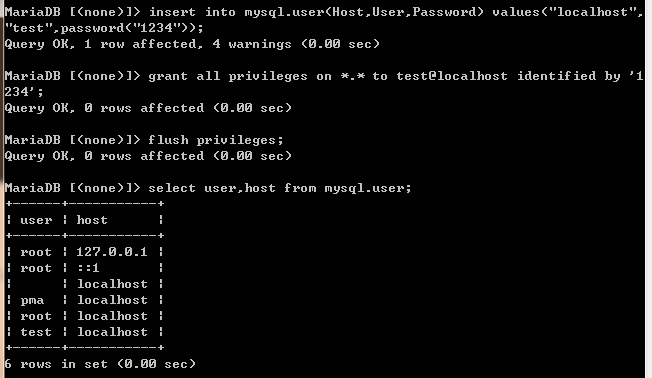 MariaDB [(none)]> insert into mysql.user(Host,User,Password) values("localhost",
"test",password("1234"));
Query OK, 1 row affected, 4 warnings (0.00 sec)
MariaDB [(none)]> grant all privileges on *.* to test@localhost identified by '1
234';
Query OK, 0 rows affected (0.00 sec)
MariaDB [(none)]> flush privileges;
Query OK, 0 rows affected (0.00 sec)
MariaDB [(none)]> select user,host from mysql.user;
+------+-----------+
| user | host      |
+------+-----------+
| root | 127.0.0.1 |
| root | ::1       |
|      | localhost |
| pma  | localhost |
| root | localhost |
| test | localhost |
+------+-----------+
6 rows in set (0.00 sec)